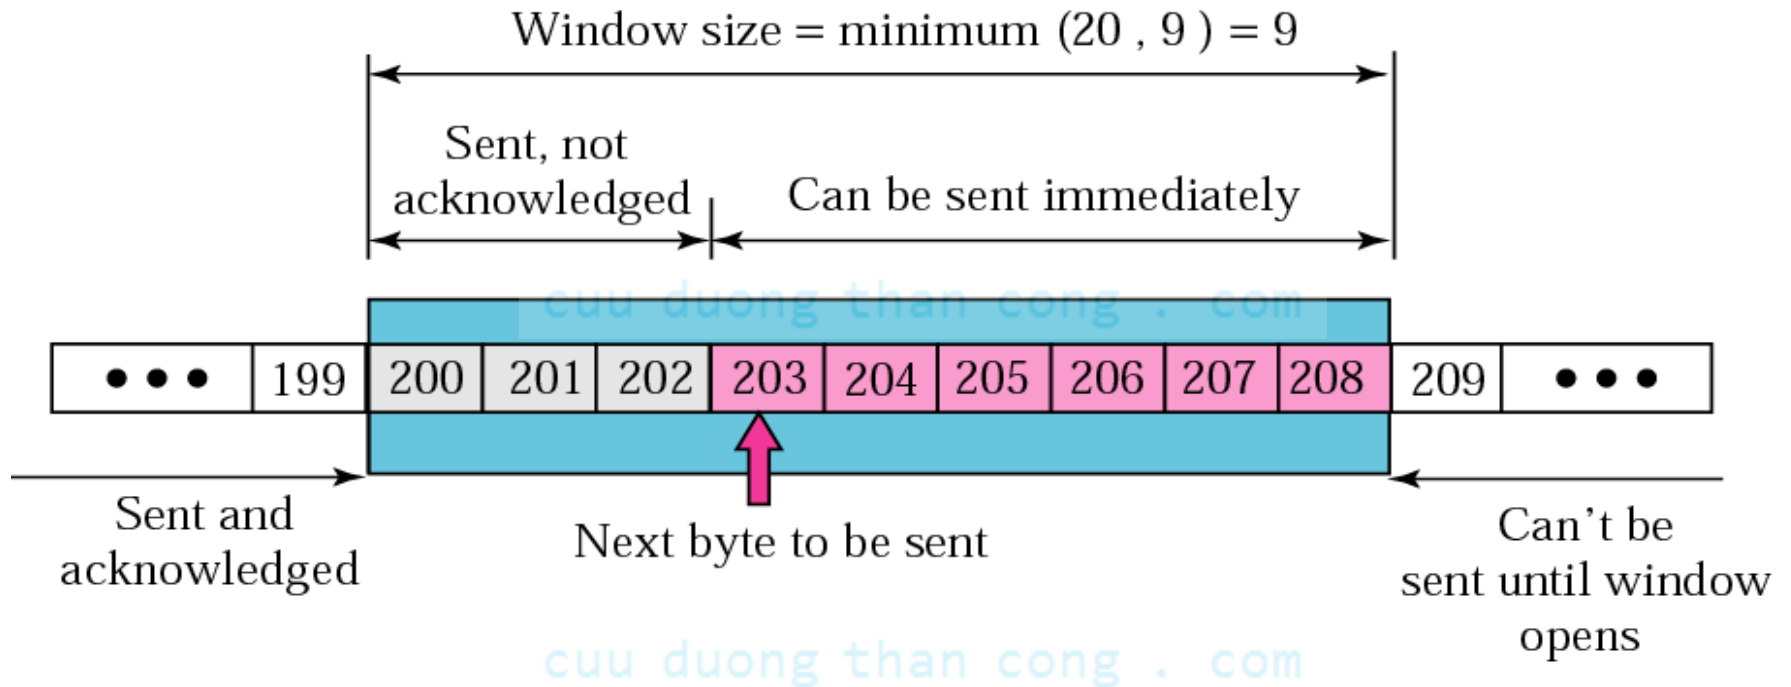 Window size = minimum (20 , 9 ) = 9
Sent, not
acknowledged
Can be sent immediately
cuu duong than cong . com
••• 199 200 201 202 203 204 205 206 207 208 209 •••
Sent and
acknowledged
Next byte to be sent
Can't be
sent until window
opens
cuu duong than cong . com